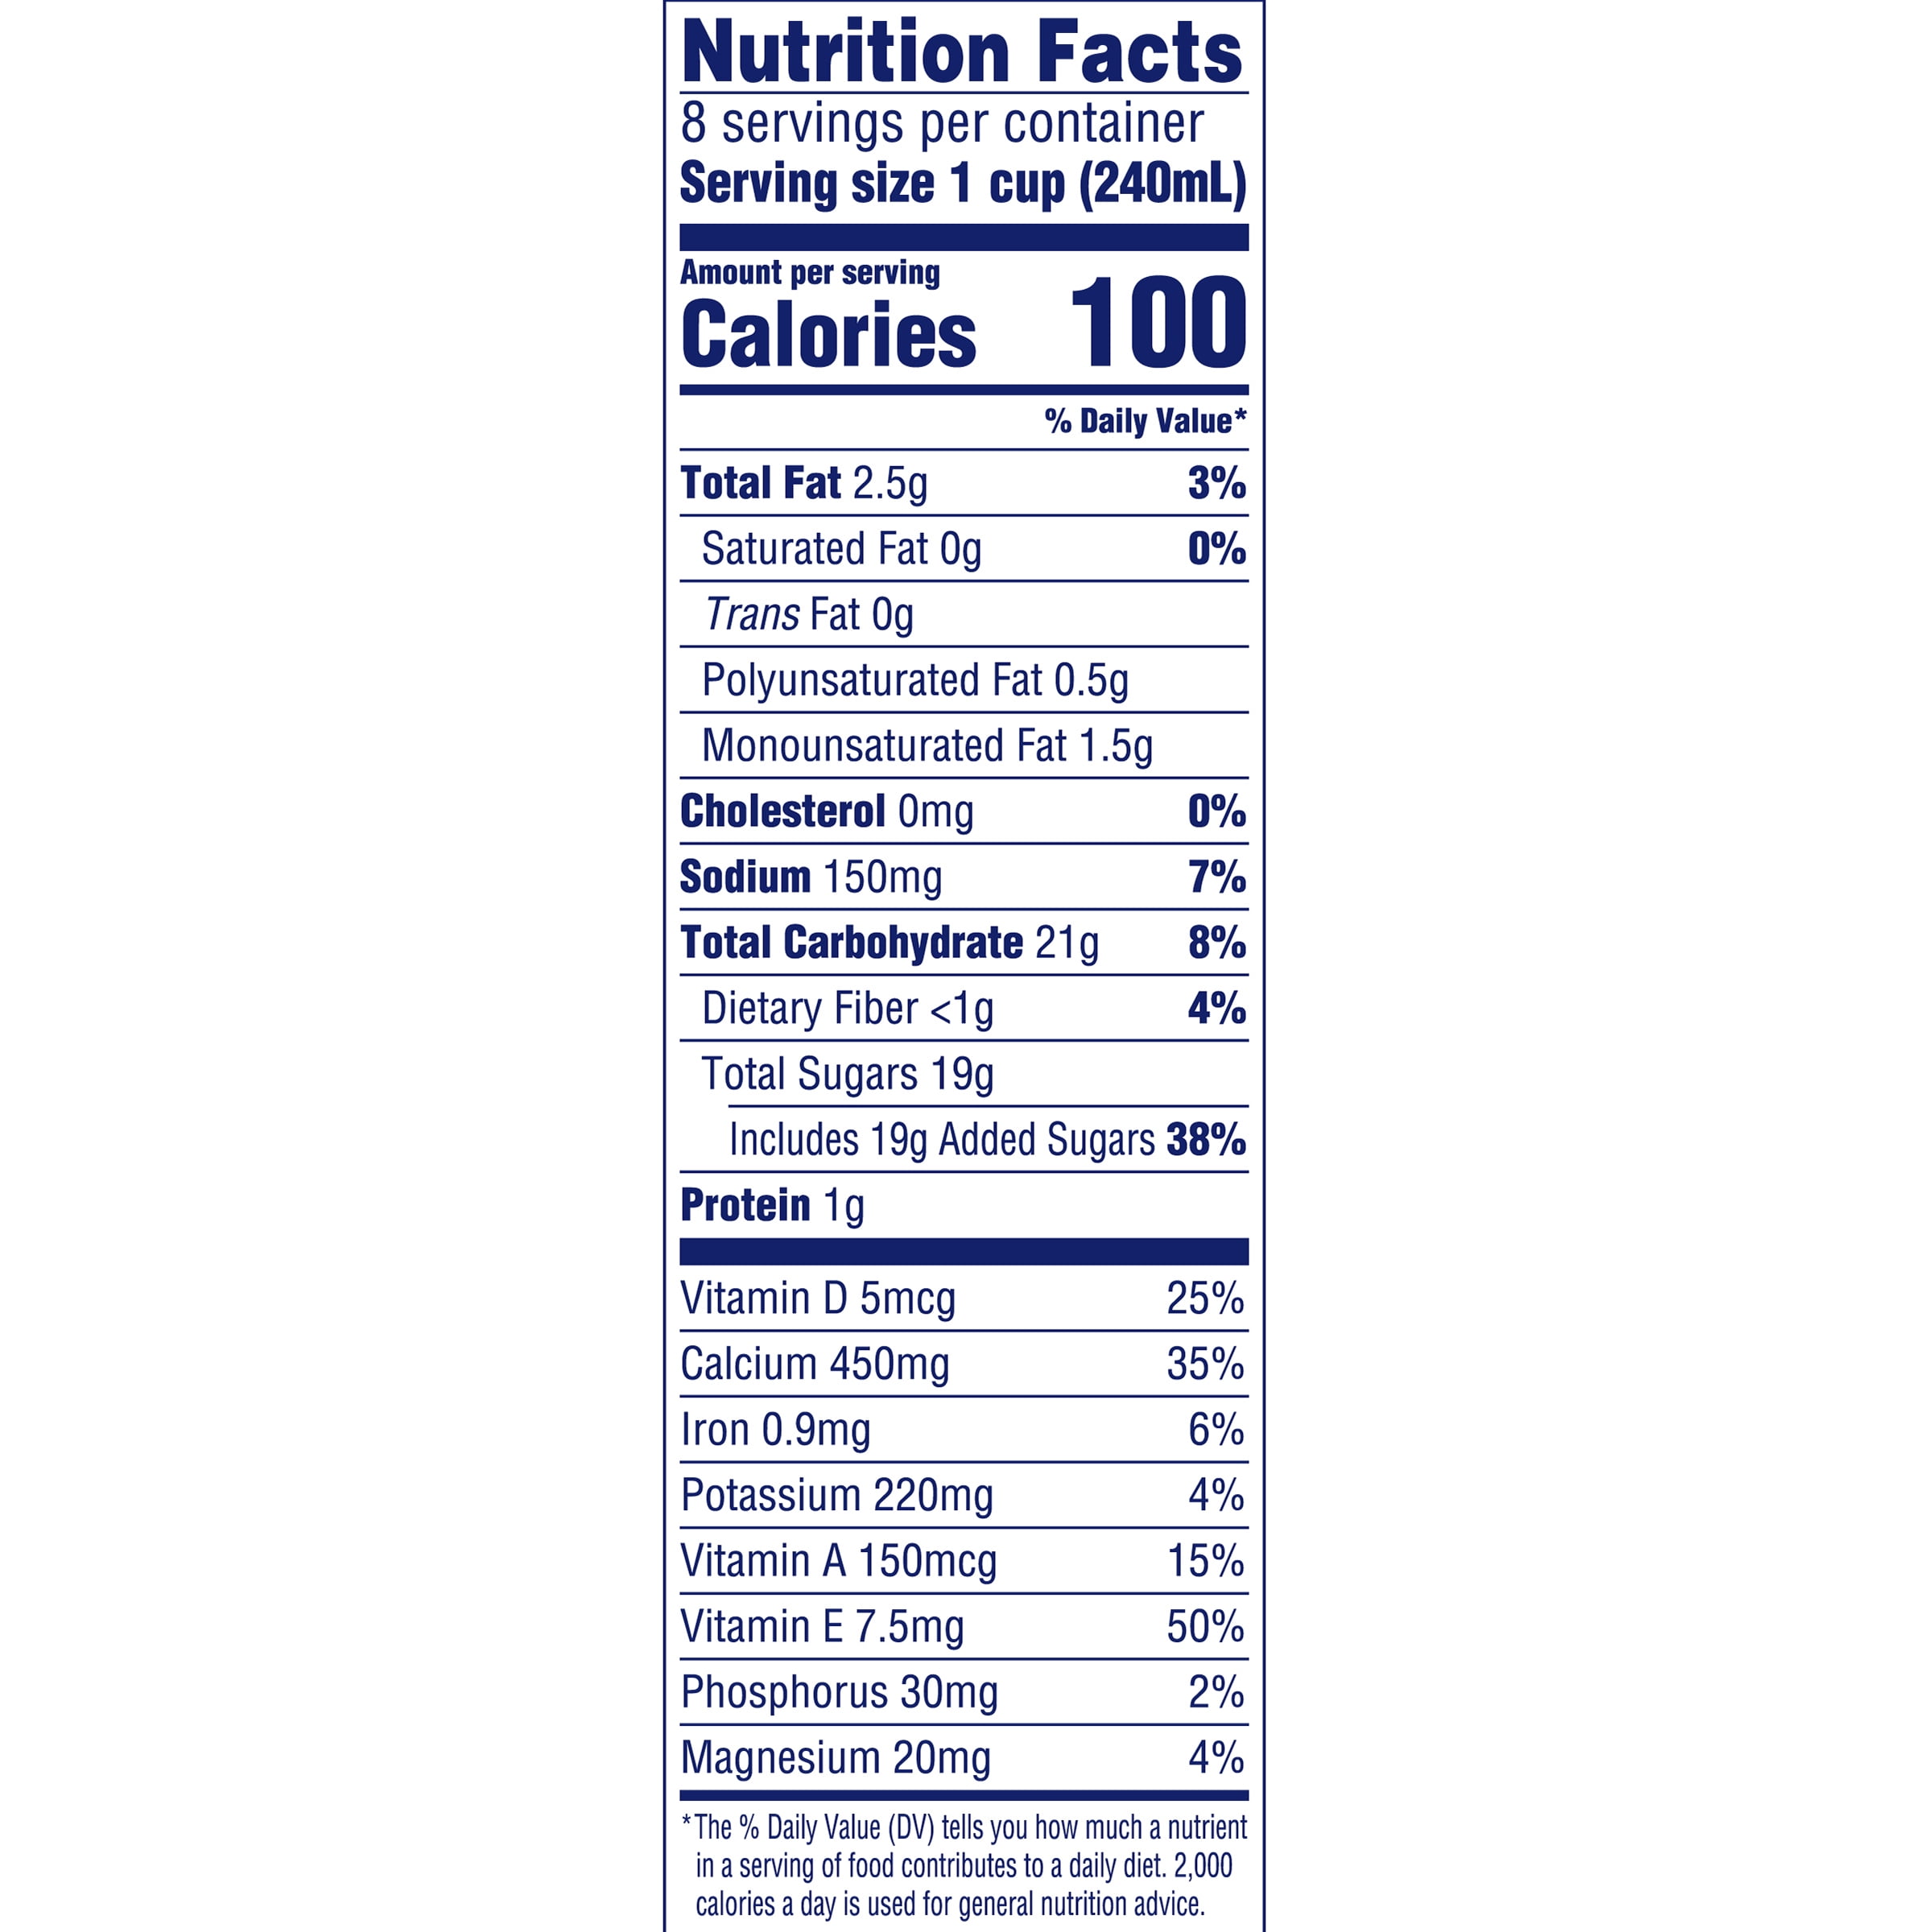 Nutrition Facts
8 servings per container
Serving size 1 cup (240mL)
Amount per serving
Calories 100
% Daily Value*
Total Fat 2.5g 3%
Saturated Fat 0g 0%
Trans Fat 0g
Polyunsaturated Fat 0.5g
Monounsaturated Fat 1.5g
Cholesterol 0mg 0%
Sodium 150mg 7%
Total Carbohydrate 21g 8%
Dietary Fiber <1g 4%
Total Sugars 19g
Includes 19g Added Sugars 38%
Protein 1g
Vitamin D 5mcg 25%
Calcium 450mg 35%
Iron 0.9mg 6%
Potassium 220mg 4%
Vitamin A 150mcg 15%
Vitamin E 7.5mg 50%
Phosphorus 30mg 2%
Magnesium 20mg 4%
*The % Daily Value (DV) tells you how much a nutrient
in a serving of food contributes to a daily diet. 2,000
calories a day is used for general nutrition advice.